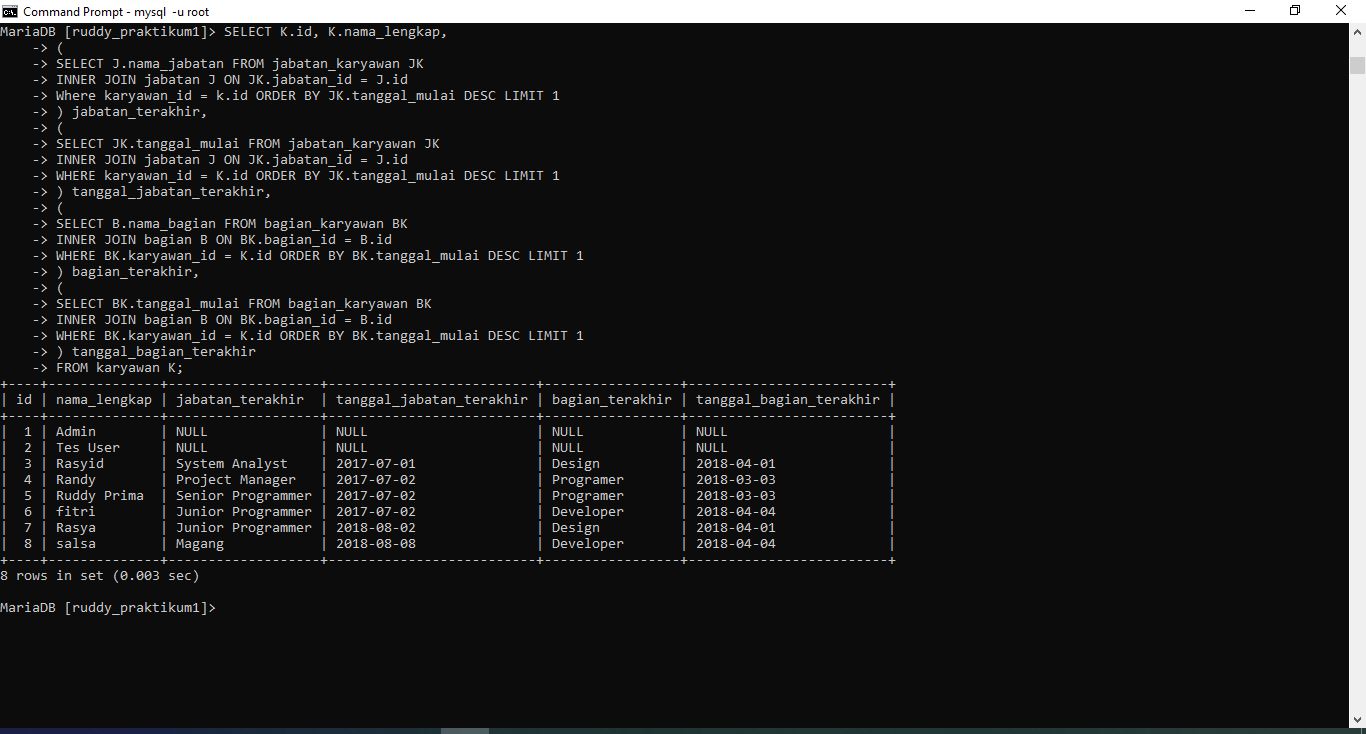 Command Prompt - mysql  -u root
MariaDB [ruddy_praktikum1]> SELECT K.id, K.nama_lengkap,
    -> (
    -> SELECT J.nama_jabatan FROM jabatan_karyawan JK
    -> INNER JOIN jabatan J ON JK.jabatan_id = J.id
    -> Where karyawan_id = k.id ORDER BY JK.tanggal_mulai DESC LIMIT 1
    -> ) jabatan_terakhir,
    -> (
    -> SELECT JK.tanggal_mulai FROM jabatan_karyawan JK
    -> INNER JOIN jabatan J ON JK.jabatan_id = J.id
    -> WHERE karyawan_id = K.id ORDER BY JK.tanggal_mulai DESC LIMIT 1
    -> ) tanggal_jabatan_terakhir,
    -> (
    -> SELECT B.nama_bagian FROM bagian_karyawan BK
    -> INNER JOIN bagian B ON BK.bagian_id = B.id
    -> WHERE BK.karyawan_id = K.id ORDER BY BK.tanggal_mulai DESC LIMIT 1
    -> ) bagian_terakhir,
    -> (
    -> SELECT BK.tanggal_mulai FROM bagian_karyawan BK
    -> INNER JOIN bagian B ON BK.bagian_id = B.id
    -> WHERE BK.karyawan_id = K.id ORDER BY BK.tanggal_mulai DESC LIMIT 1
    -> ) tanggal_bagian_terakhir
    -> FROM karyawan K;
+----+--------------+-------------------+--------------------------+-----------------+-------------------------+
| id | nama_lengkap | jabatan_terakhir  | tanggal_jabatan_terakhir | bagian_terakhir | tanggal_bagian_terakhir |
+----+--------------+-------------------+--------------------------+-----------------+-------------------------+
|  1 | Admin        | NULL              | NULL                     | NULL            | NULL                    |
|  2 | Tes User     | NULL              | NULL                     | NULL            | NULL                    |
|  3 | Rasyid       | System Analyst    | 2017-07-01               | Design          | 2018-04-01              |
|  4 | Randy        | Project Manager   | 2017-07-02               | Programer       | 2018-03-03              |
|  5 | Ruddy Prima  | Senior Programmer | 2017-07-02               | Programer       | 2018-03-03              |
|  6 | fitri        | Junior Programmer | 2017-07-02               | Developer       | 2018-04-04              |
|  7 | Rasya        | Junior Programmer | 2018-08-02               | Design          | 2018-04-01              |
|  8 | salsa        | Magang            | 2018-08-08               | Developer       | 2018-04-04              |
+----+--------------+-------------------+--------------------------+-----------------+-------------------------+
8 rows in set (0.003 sec)
MariaDB [ruddy_praktikum1]>